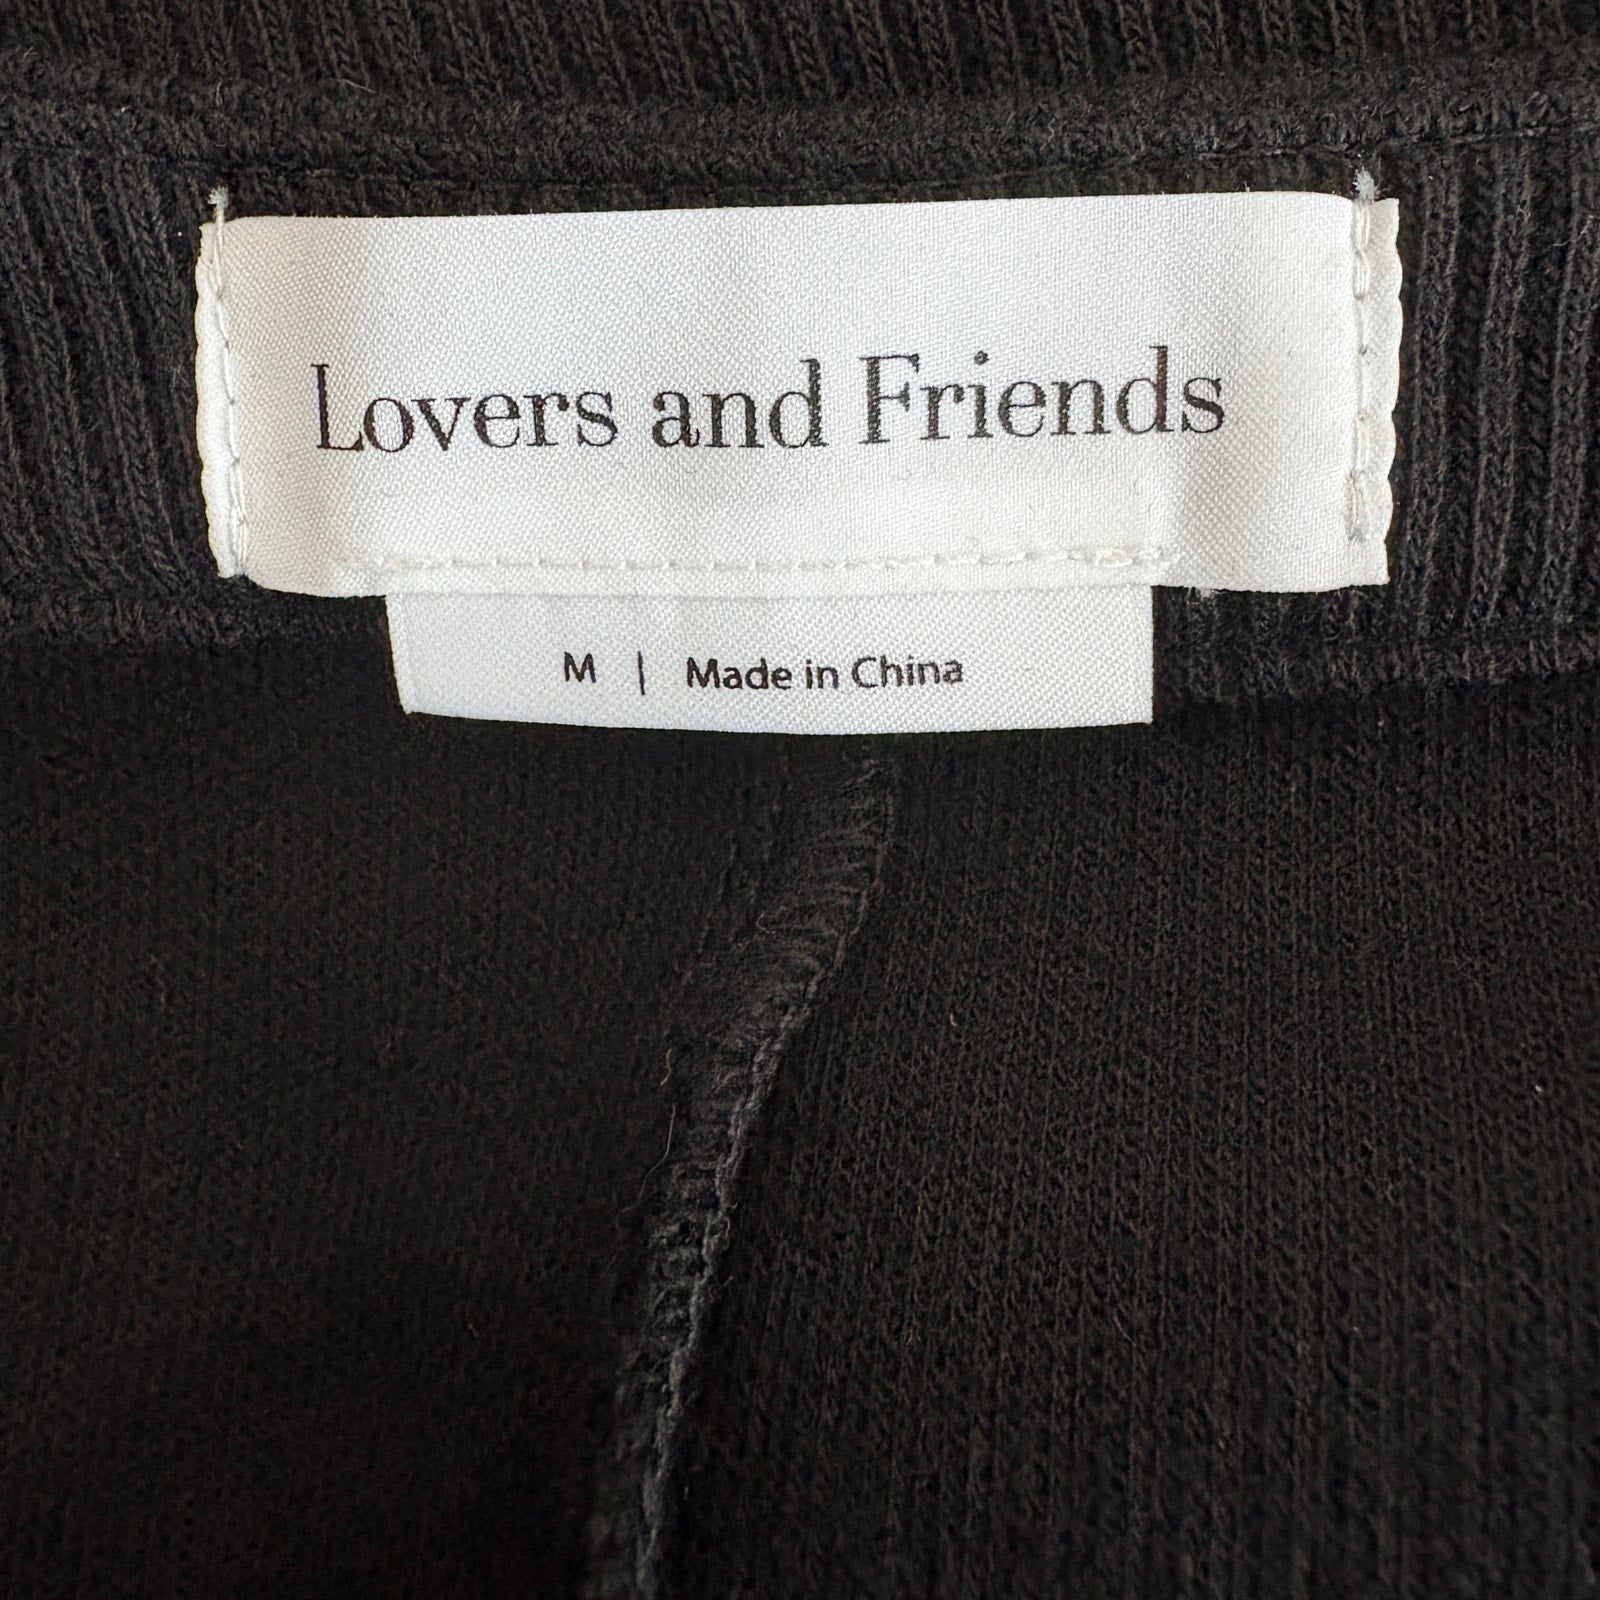 Lovers and Friends
M | Made in China